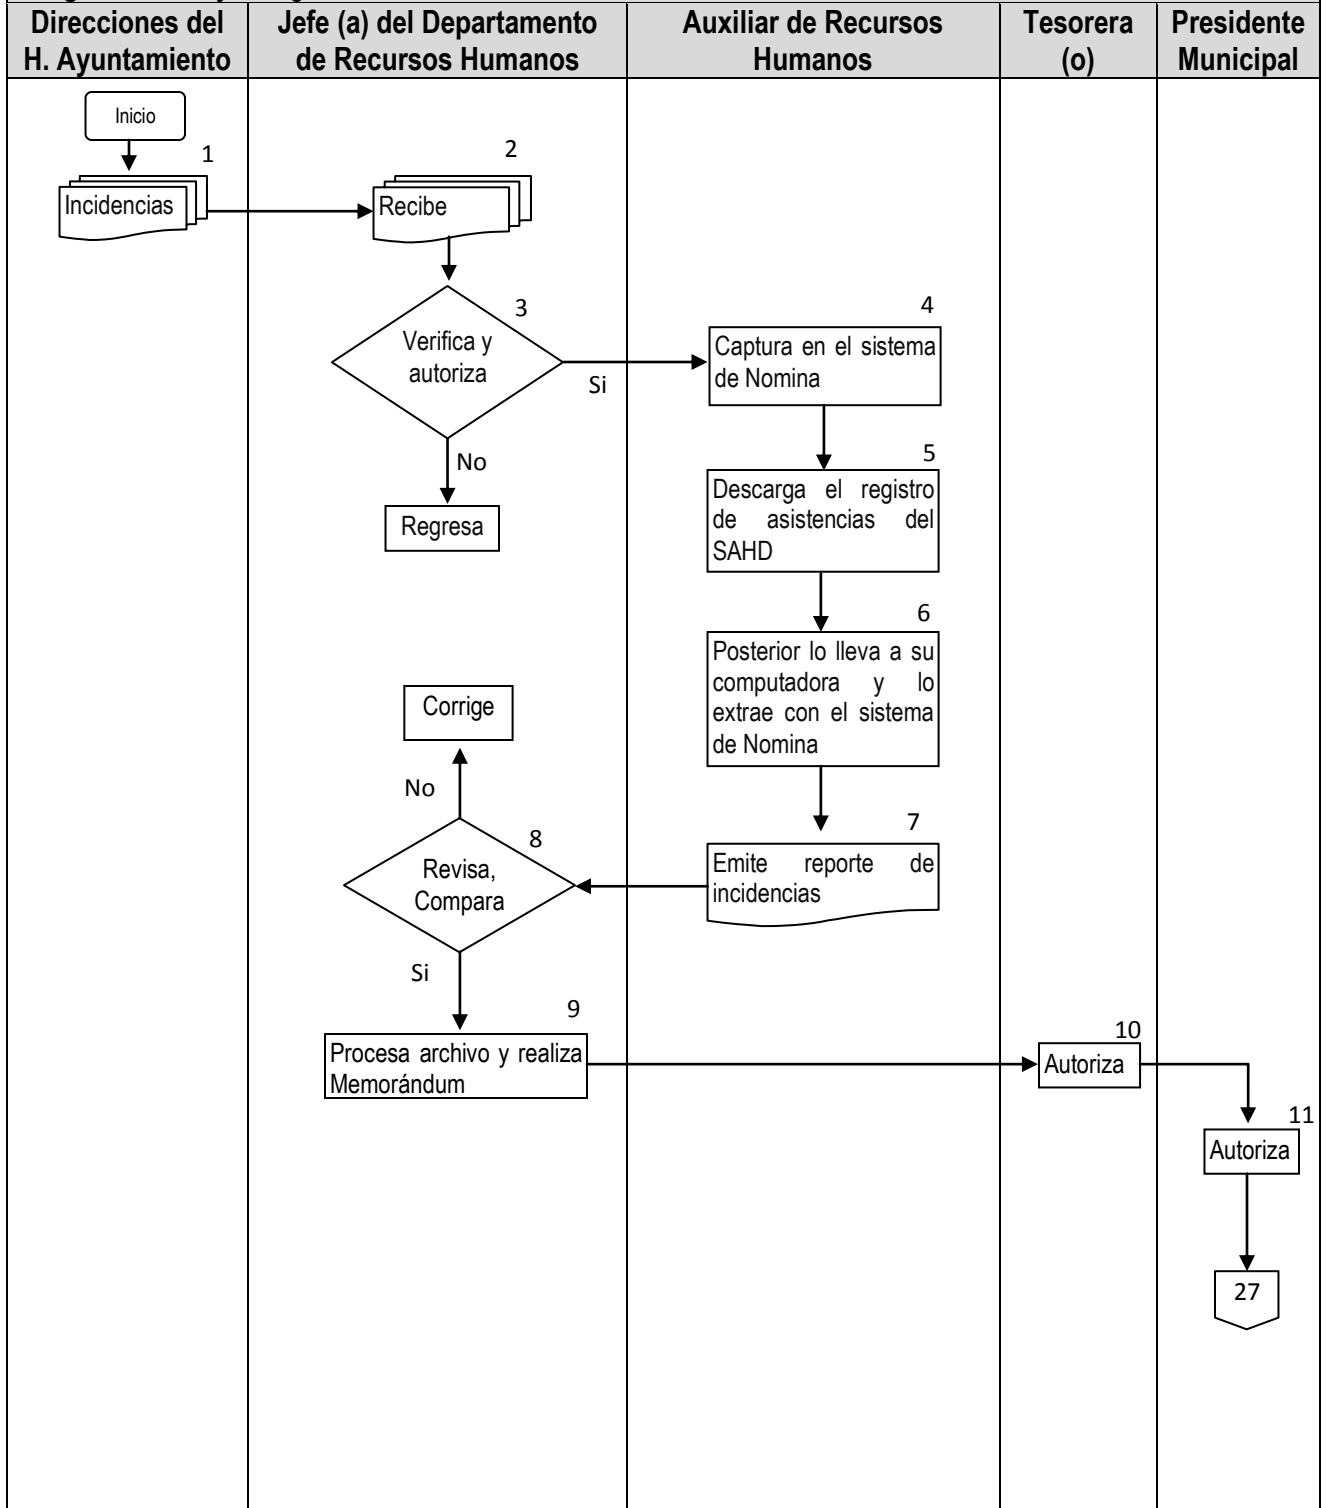 Direcciones del
H. Ayuntamiento
Jefe (a) del Departamento
de Recursos Humanos
Auxiliar de Recursos
Humanos
Tesorera
(o)
Presidente
Municipal
Inicio
1
Incidencias
2
Recibe
3
Verifica y
autoriza
Si
No
Regresa
4
Captura en el sistema
de Nomina
5
Descarga el registro
de asistencias del
SAHD
6
Posterior lo lleva a su
computadora y lo
extrae con el sistema
de Nomina
7
Emite reporte de
incidencias
Corrige
No
8
Revisa,
Compara
Si
9
Procesa archivo y realiza
Memorándum
10
Autoriza
11
Autoriza
27